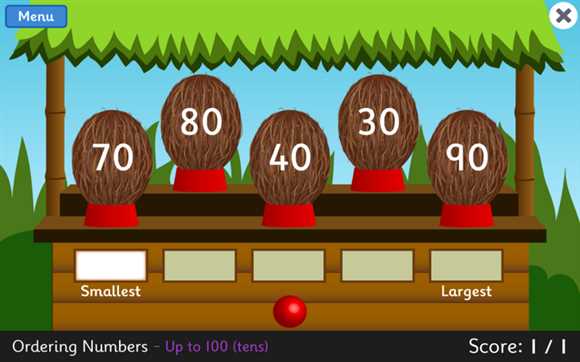 Menu
80 30
70 40 90
Smallest Largest
Ordering Numbers - Up to 100 (tens) Score: 1 / 1